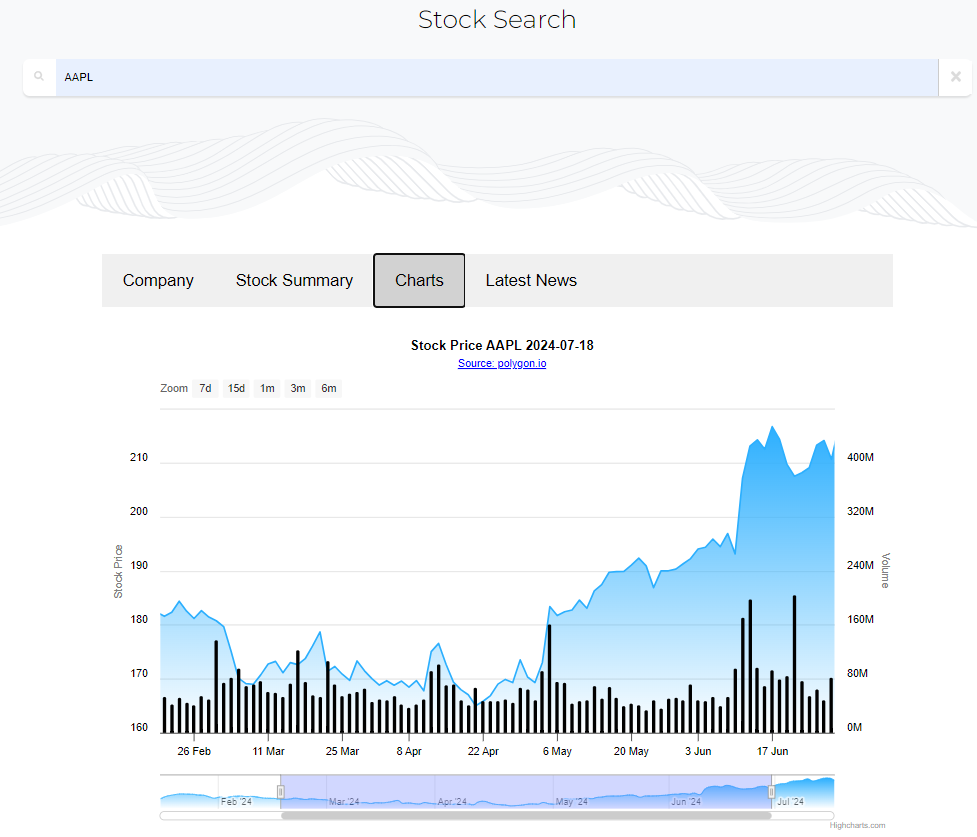 Stock Search
AAPL
Company Stock Summary Charts Latest News
Stock Price AAPL 2024-07-18
Source: polygon.io
Zoom 7d 15d 1m 3m 6m
210 400M
200 320M
190 240M
Stock Price
Volume
180 160M
170 80M
160 0M
26 Feb 11 Mar 25 Mar 8 Apr 22 Apr 6 May 20 May 3 Jun 17 Jun
Feb '24 Mar '24 Apr '24 May '24 Jun '24 Jul '24
Highcharts.com